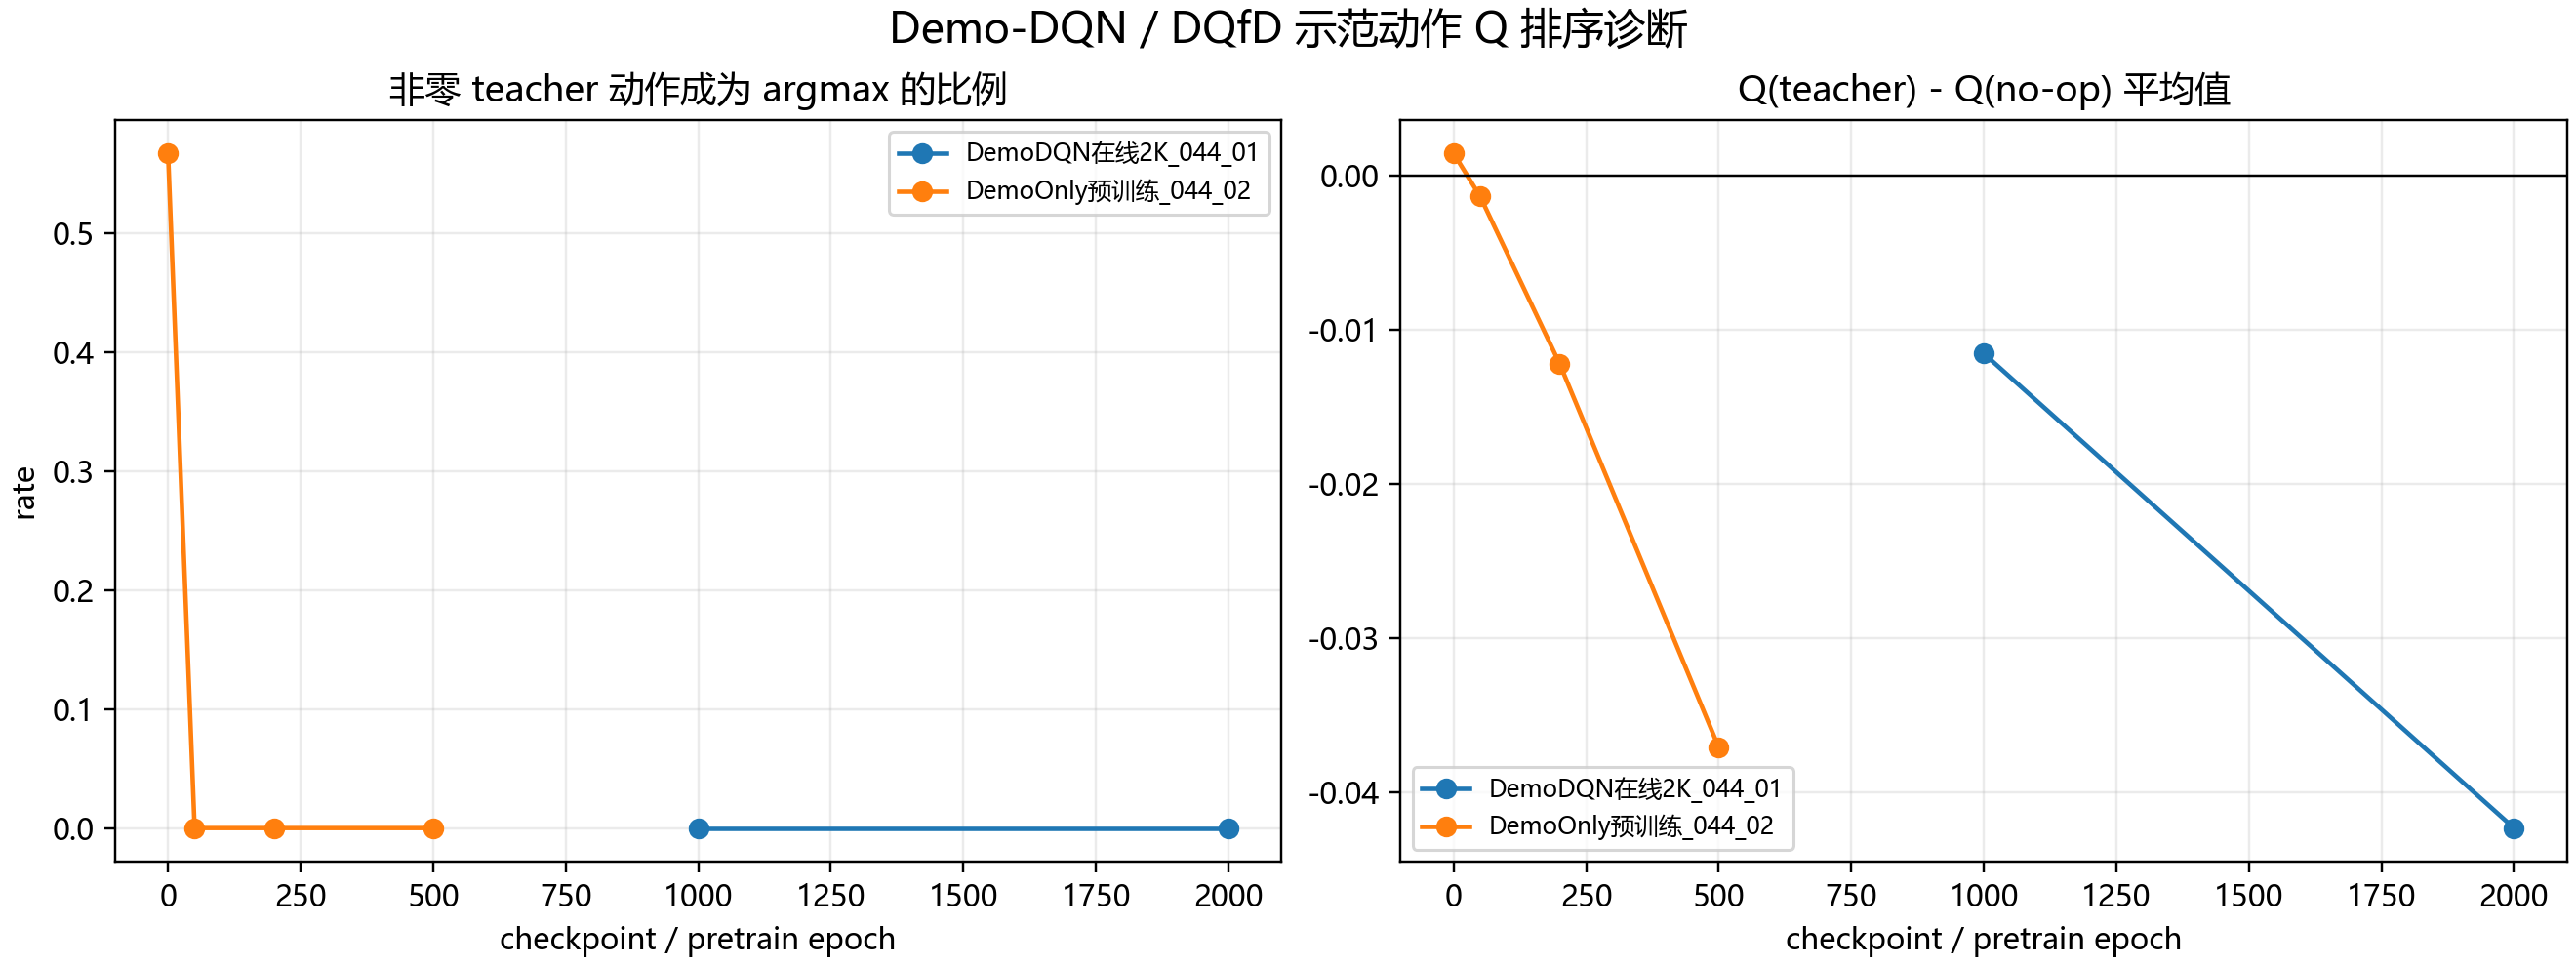 Demo-DQN / DQfD 示范动作 Q 排序诊断
非零 teacher 动作成为 argmax 的比例
rate
0.5
0.4
0.3
0.2
0.1
0.0
DemoDQN在线2K_044_01
DemoOnly预训练_044_02
0 250 500 750 1000 1250 1500 1750 2000
checkpoint / pretrain epoch
Q(teacher) - Q(no-op) 平均值
0.00
-0.01
-0.02
-0.03
-0.04
DemoDQN在线2K_044_01
DemoOnly预训练_044_02
0 250 500 750 1000 1250 1500 1750 2000
checkpoint / pretrain epoch